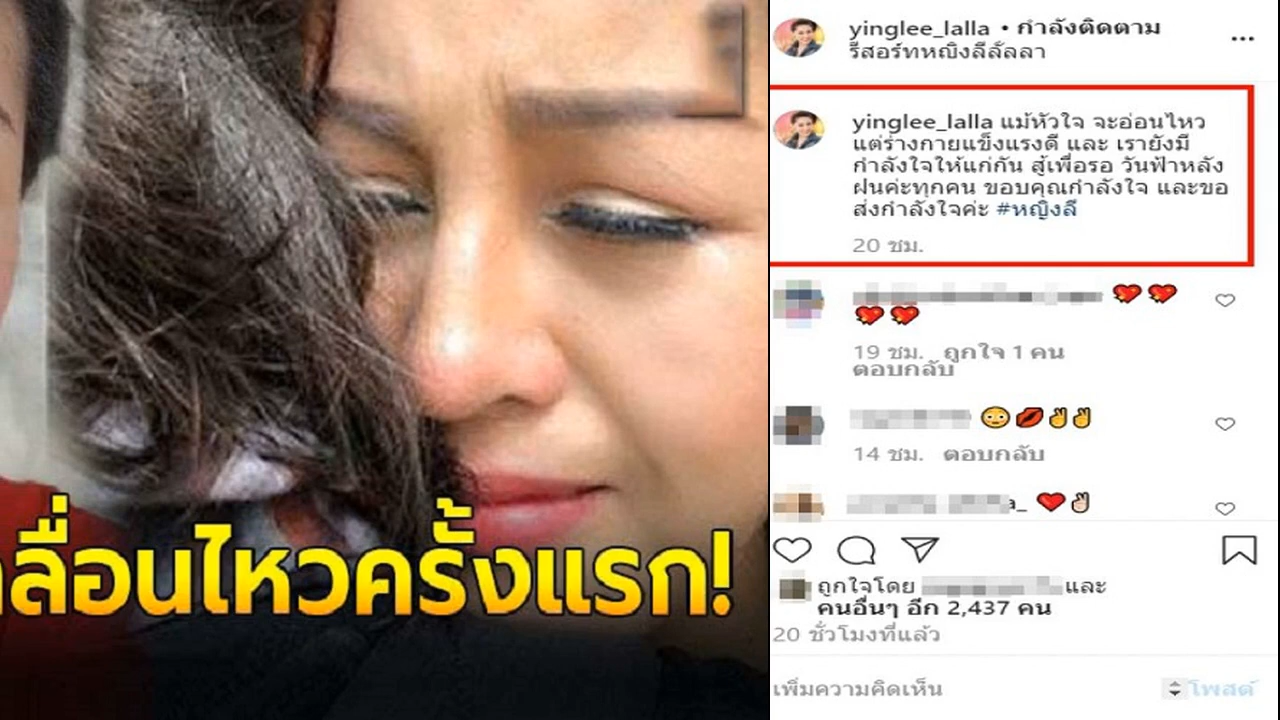 ลื่อนไหวครั้งแรก!
yinglee_lalla • กำลังติดตาม
รีสอร์ทหญิงลีลัลลา
yinglee_lalla แม้หัวใจ จะอ่อนไหว
แต่ร่างกายแข็งแรงดี และ เรายังมี
กำลังใจให้แก่กัน สู้เพื่อรอ วันฟ้าหลัง
ฝนค่ะทุกคน ขอบคุณกำลังใจ และขอ
ส่งกำลังใจค่ะ #หญิงลี
20 ชม.
19 ชม. ถูกใจ 1 คน
ตอบกลับ
14 ชม. ตอบกลับ
ถูกใจโดย และ
คนอื่นๆ อีก 2,437 คน
20 ชั่วโมงที่แล้ว
เพิ่มความคิดเห็น
โพสต์